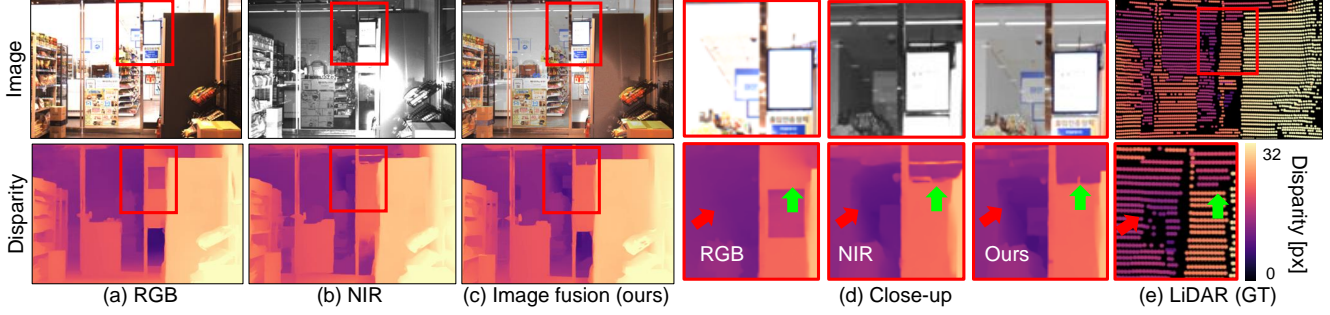 Image
Disparity
RGB
NIR
Ours
32
0
Disparity [px]
(a) RGB
(b) NIR
(c) Image fusion (ours)
(d) Close-up
(e) LiDAR (GT)